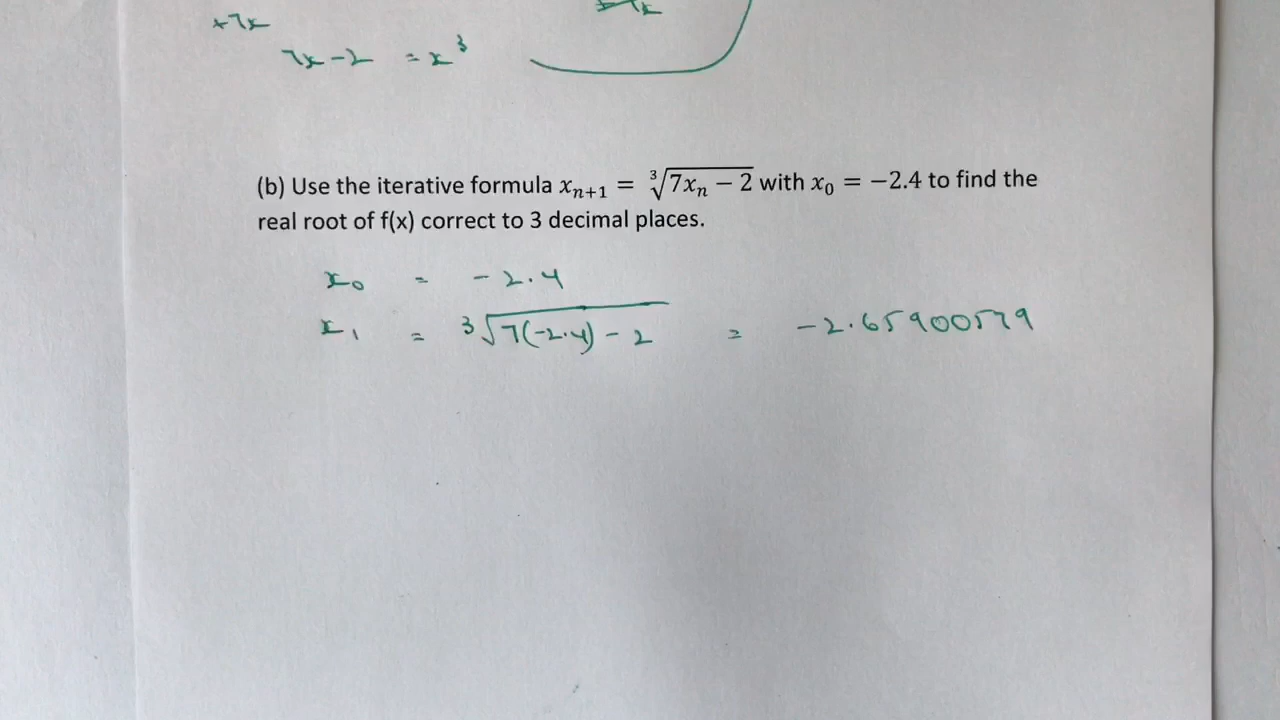 +7x
7x - 2 = x³
(b) Use the iterative formula xₙ₊₁ = ∛(7xₙ − 2) with x₀ = −2.4 to find the
real root of f(x) correct to 3 decimal places.
x₀ = -2.4
x₁ = ∛(7(-2.4) - 2) = -2.65900579